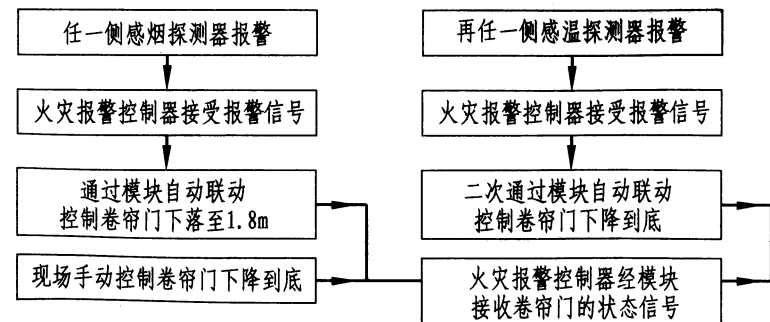 任一侧感烟探测器报警
火灾报警控制器接受报警信号
通过模块自动联动
控制卷帘门下落至1.8m
现场手动控制卷帘门下降到底
再任一侧感温探测器报警
火灾报警控制器接受报警信号
二次通过模块自动联动
控制卷帘门下降到底
火灾报警控制器经模块
接收卷帘门的状态信号